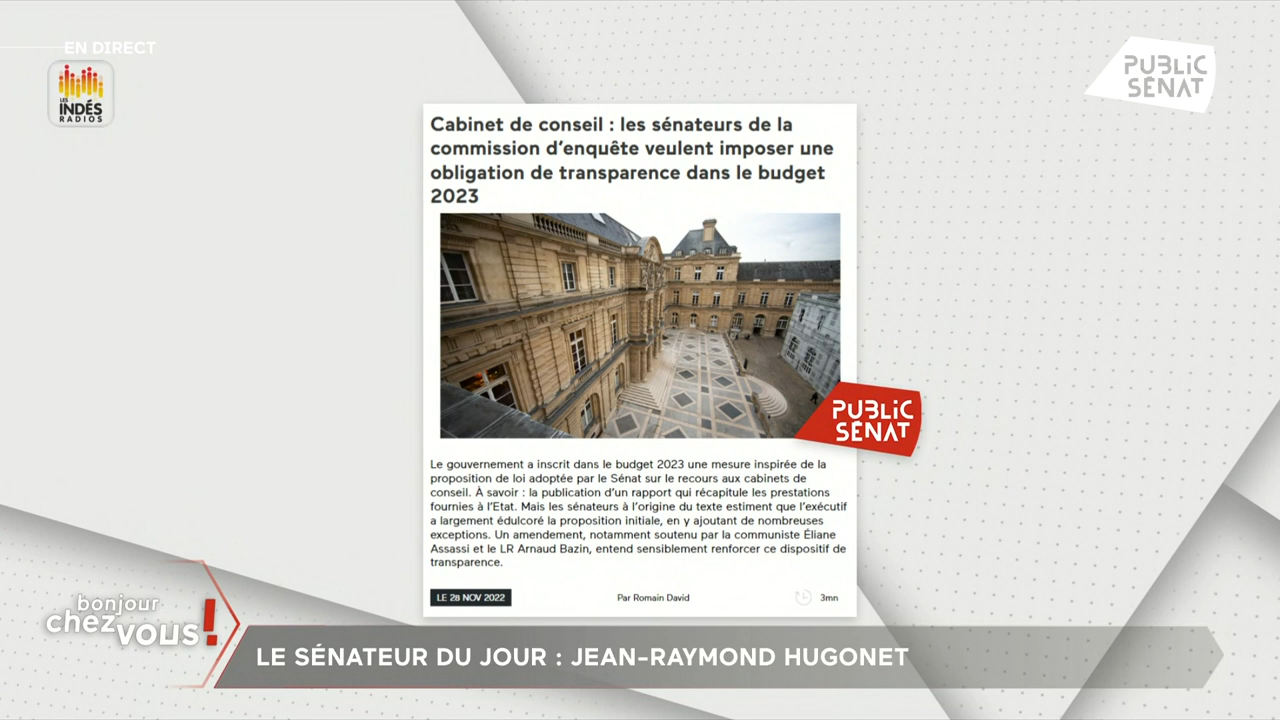 EN DIRECT
LES
INDÉS
RADIOS
PUBLIC
SÉNAT
Cabinet de conseil : les sénateurs de la
commission d’enquête veulent imposer une
obligation de transparence dans le budget
2023
PUBLIC
SÉNAT
Le gouvernement a inscrit dans le budget 2023 une mesure inspirée de la
proposition de loi adoptée par le Sénat sur le recours aux cabinets de
conseil. À savoir : la publication d’un rapport qui récapitule les prestations
fournies à l’Etat. Mais les sénateurs à l’origine du texte estiment que l’exécutif
a largement édulcoré la proposition initiale, en y ajoutant de nombreuses
exceptions. Un amendement, notamment soutenu par la communiste Éliane
Assassi et le LR Arnaud Bazin, entend sensiblement renforcer ce dispositif de
transparence.
LE 28 NOV 2022 Par Romain David 3mn
bonjour
chez vous !
LE SÉNATEUR DU JOUR : JEAN-RAYMOND HUGONET